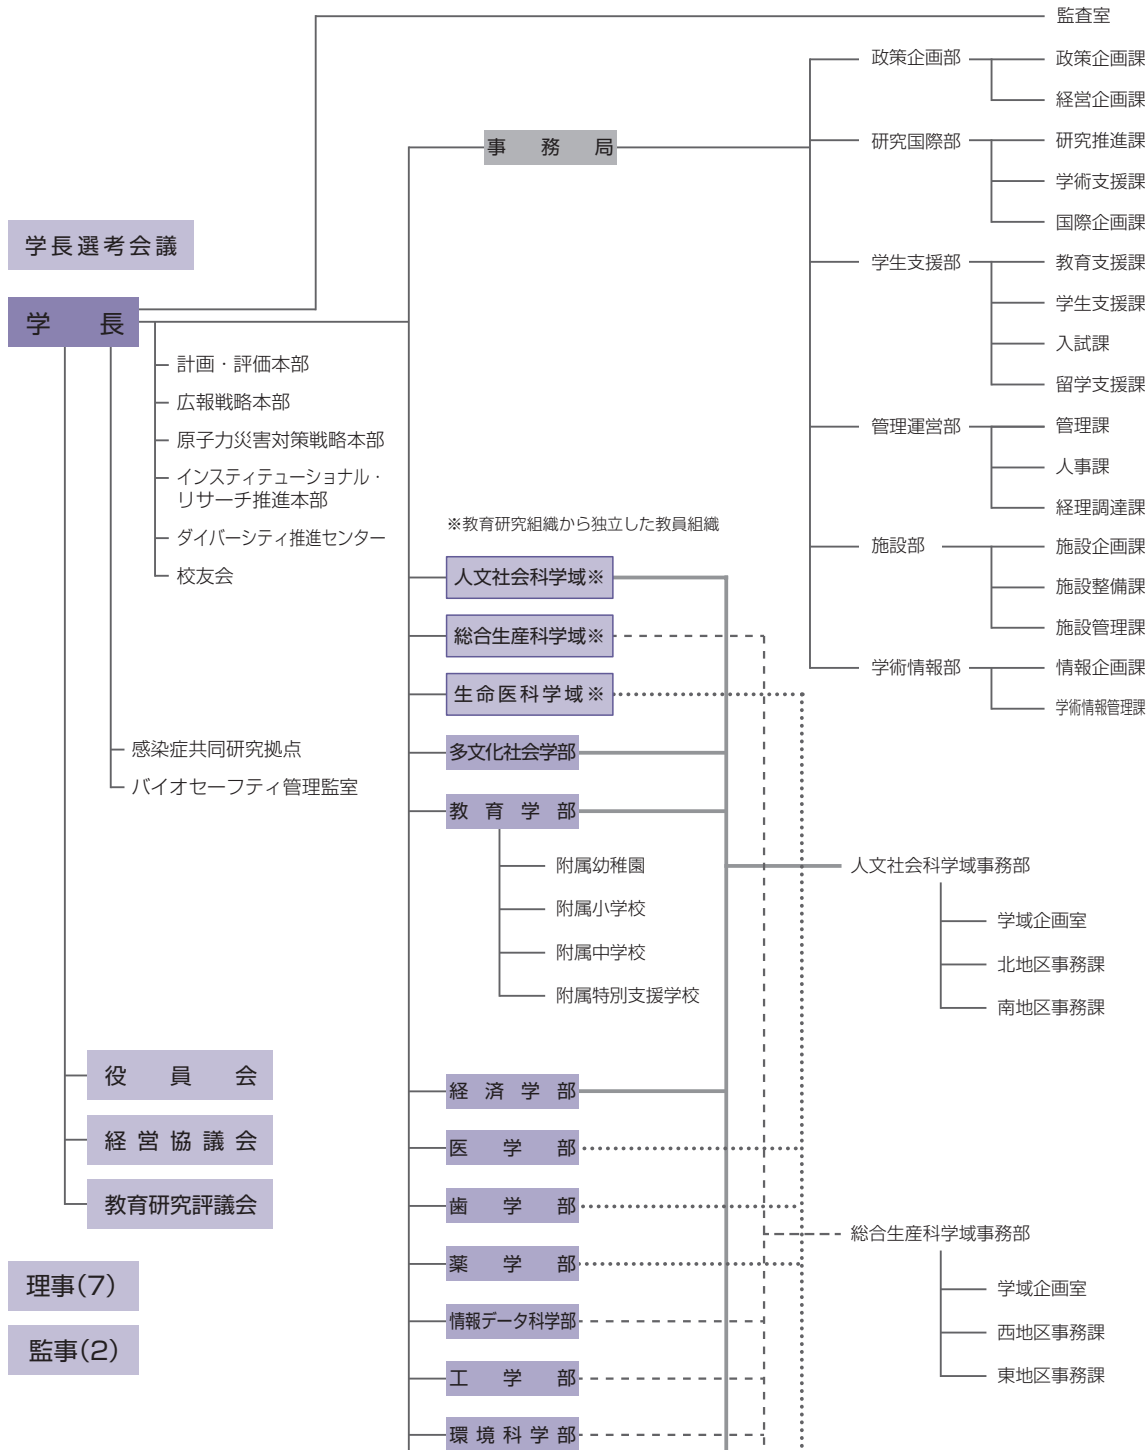 監査室
政策企画部
政策企画課
経営企画課
事務局
研究国際部
研究推進課
学術支援課
国際企画課
学長選考会議
学生支援部
教育支援課
学生支援課
入試課
留学支援課
学長
計画・評価本部
広報戦略本部
原子力災害対策戦略本部
インスティテューショナル・
リサーチ推進本部
ダイバーシティ推進センター
校友会
管理運営部
管理課
人事課
経理調達課
施設部
施設企画課
施設整備課
施設管理課
学術情報部
情報企画課
学術情報管理課
※教育研究組織から独立した教員組織
人文社会科学域※
総合生産科学域※
生命医科学域※
多文化社会学部
教育学部
附属幼稚園
附属小学校
附属中学校
附属特別支援学校
感染症共同研究拠点
バイオセーフティ管理監室
人文社会科学域事務部
学域企画室
北地区事務課
南地区事務課
役員会
経営協議会
教育研究評議会
経済学部
医学部
歯学部
薬学部
情報データ科学部
工学部
環境科学部
総合生産科学域事務部
学域企画室
西地区事務課
東地区事務課
理事(7)
監事(2)